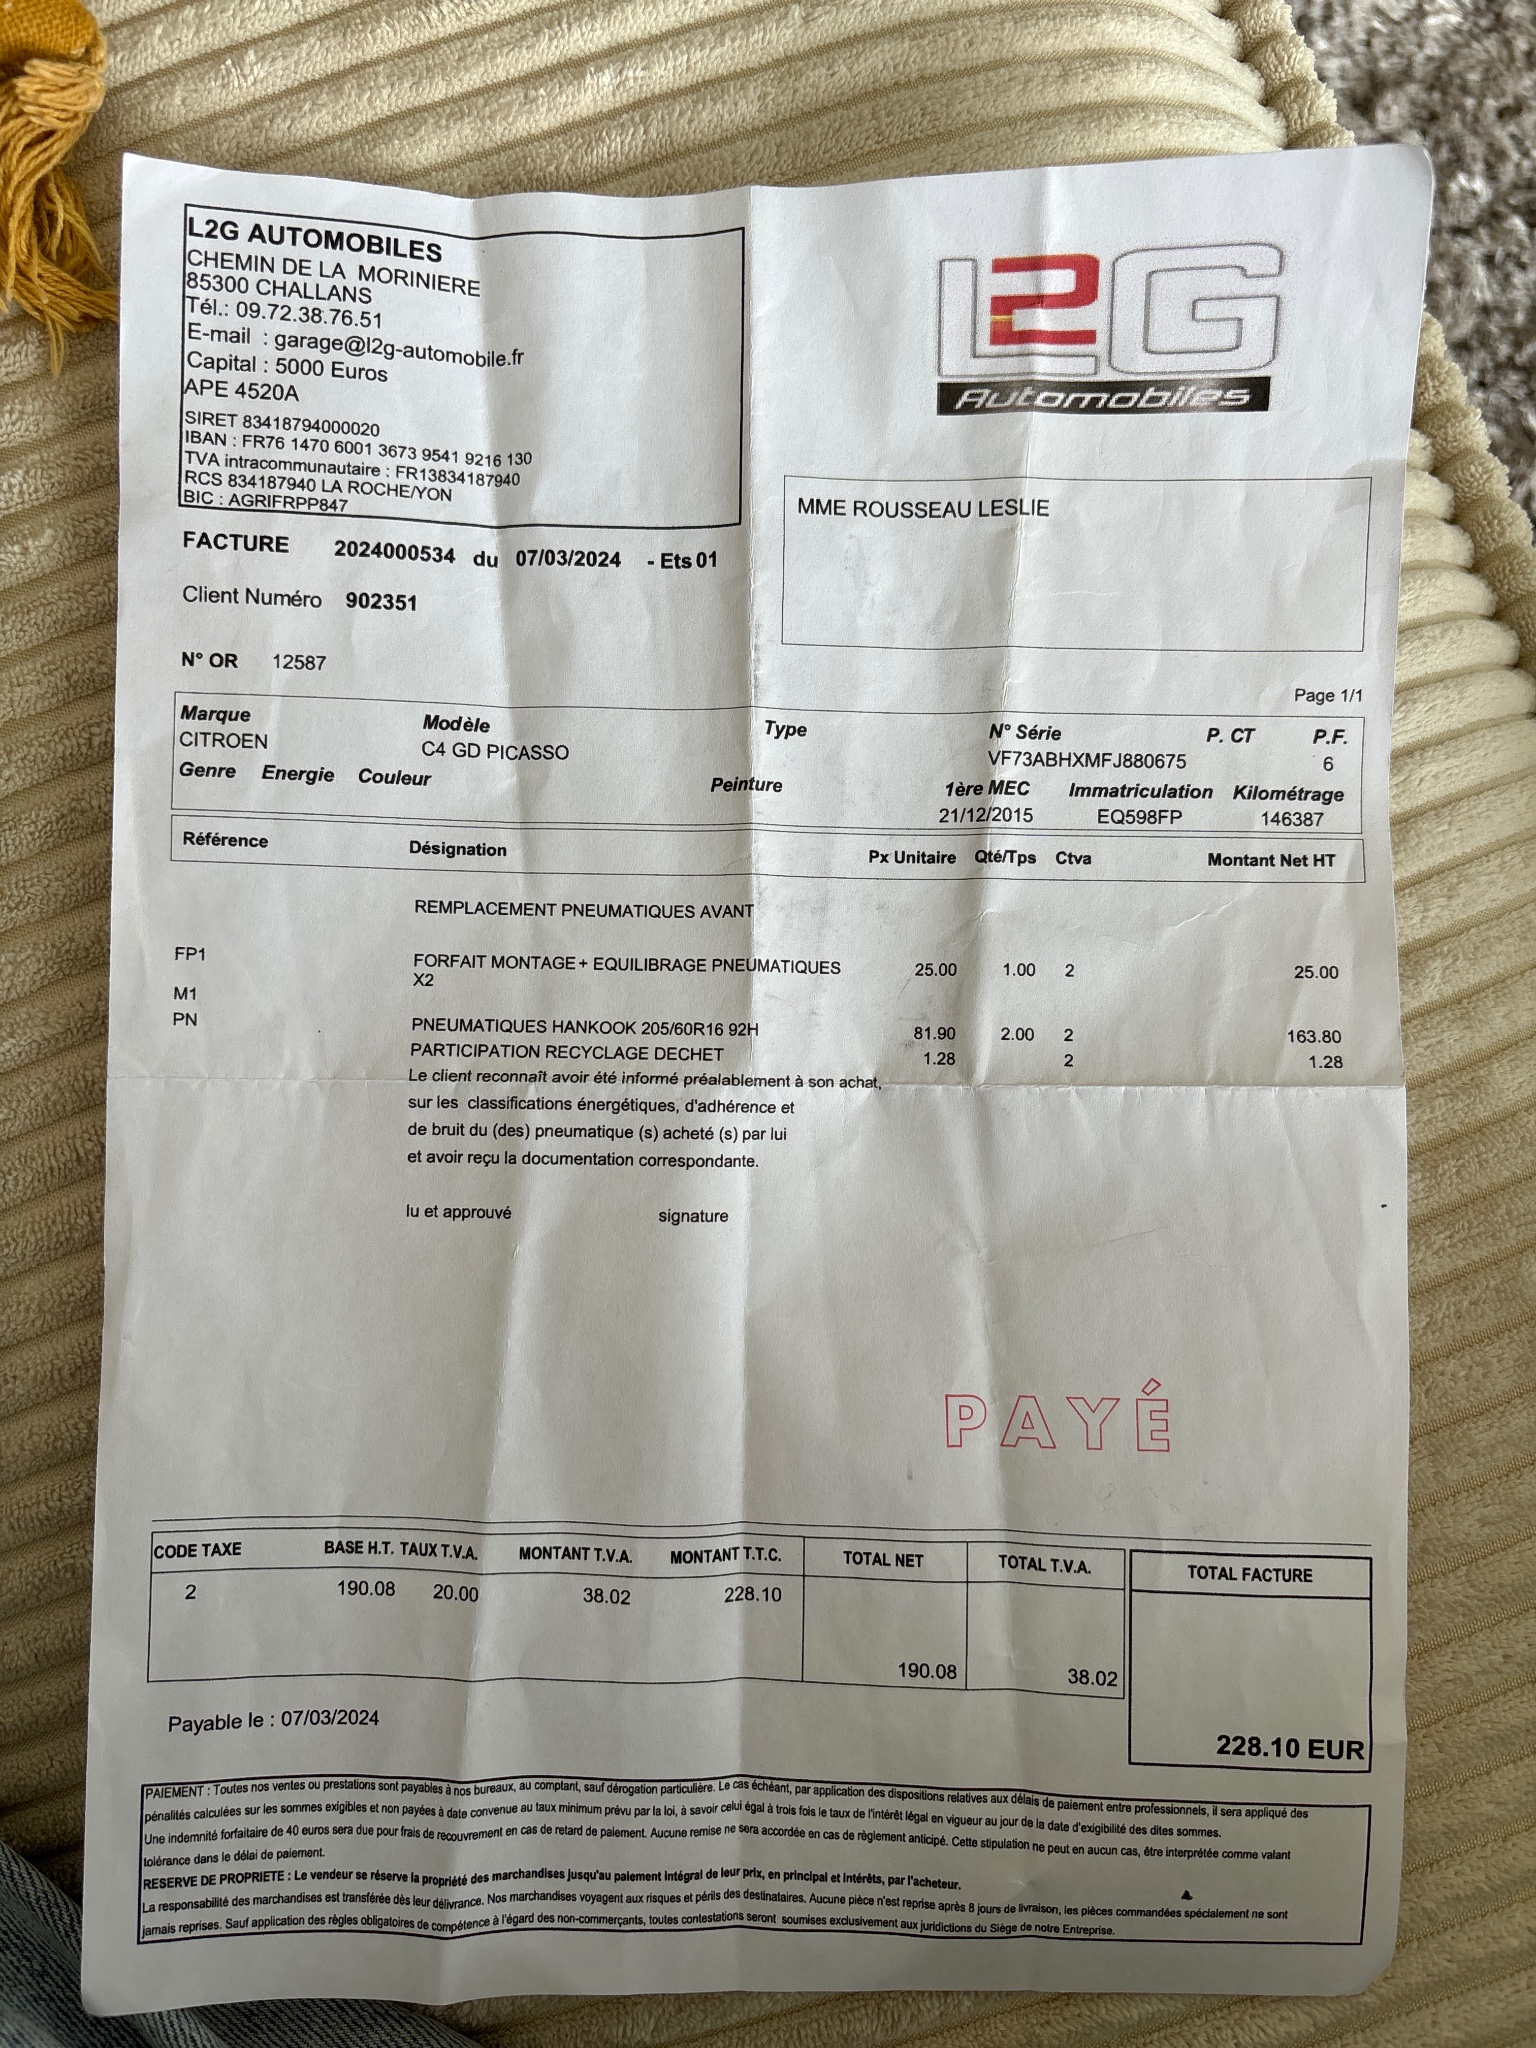 L2G AUTOMOBILES
CHEMIN DE LA MORINIERE
85300 CHALLANS
Tél.: 09.72.38.76.51
E-mail : garage@l2g-automobile.fr
Capital : 5000 Euros
APE 4520A
SIRET 83418794000020
IBAN : FR76 1470 6001 3673 9541 9216 130
TVA intracommunautaire : FR13834187940
RCS 834187940 LA ROCHE/YON
BIC : AGRIFRPP847
L2G
Automobiles
MME ROUSSEAU LESLIE
FACTURE 2024000534 du 07/03/2024 - Ets 01
Client Numéro 902351
N° OR 12587
Page 1/1
Marque Modèle Type N° Série P. CT P.F.
CITROEN C4 GD PICASSO VF73ABHXMFJ880675 6
Genre Energie Couleur Peinture 1ère MEC Immatriculation Kilométrage
21/12/2015 EQ598FP 146387
Référence Désignation Px Unitaire Qté/Tps Ctva Montant Net HT
REMPLACEMENT PNEUMATIQUES AVANT
FP1 FORFAIT MONTAGE + EQUILIBRAGE PNEUMATIQUES 25.00 1.00 2 25.00
X2
M1 PNEUMATIQUES HANKOOK 205/60R16 92H 81.90 2.00 2 163.80
PN PARTICIPATION RECYCLAGE DECHET 1.28 2 1.28
Le client reconnaît avoir été informé préalablement à son achat,
sur les classifications énergétiques, d'adhérence et
de bruit du (des) pneumatique (s) acheté (s) par lui
et avoir reçu la documentation correspondante.
lu et approuvé signature
PAYÉ
CODE TAXE BASE H.T. TAUX T.V.A. MONTANT T.V.A. MONTANT T.T.C. TOTAL NET TOTAL T.V.A. TOTAL FACTURE
2 190.08 20.00 38.02 228.10
190.08 38.02
228.10 EUR
Payable le : 07/03/2024
PAIEMENT : Toutes nos ventes ou prestations sont payables à nos bureaux, au comptant, sauf dérogation particulière. Le cas échéant, par application des dispositions relatives aux délais de paiement entre professionnels, il sera appliqué des
pénalités calculées sur les sommes exigibles et non payées à date convenue au taux minimum prévu par la loi, à savoir celui égal à trois fois le taux de l'intérêt légal en vigueur au jour de la date d'exigibilité des dites sommes.
Une indemnité forfaitaire de 40 euros sera due pour frais de recouvrement en cas de retard de paiement. Aucune remise ne sera accordée en cas de règlement anticipé. Cette stipulation ne peut en aucun cas, être interprétée comme valant
tolérance dans le délai de paiement.
RESERVE DE PROPRIETE : Le vendeur se réserve la propriété des marchandises jusqu'au paiement intégral de leur prix, en principal et intérêts, par l'acheteur.
La responsabilité des marchandises est transférée dès leur délivrance. Nos marchandises voyagent aux risques et périls des destinataires. Aucune pièce n'est reprise après 8 jours de livraison, les pièces commandées spécialement ne sont
jamais reprises. Sauf application des règles obligatoires de compétence à l'égard des non-commerçants, toutes contestations seront soumises exclusivement aux juridictions du Siège de notre Entreprise.